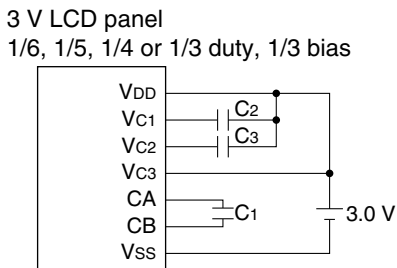 3 V LCD panel
1/6, 1/5, 1/4 or 1/3 duty, 1/3 bias
VDD
VC1 C2
VC2 C3
VC3
CA
C1 3.0 V
CB
VSS